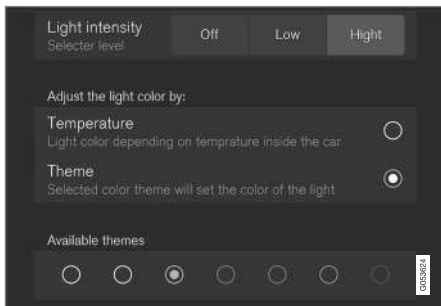 Light intensity
Selecter level
Off
Low
Hight
Adjust the light color by:
Temperature
Light color depending on temprature inside the car
Theme
Selected color theme will set the color of the light
Available themes
G053624